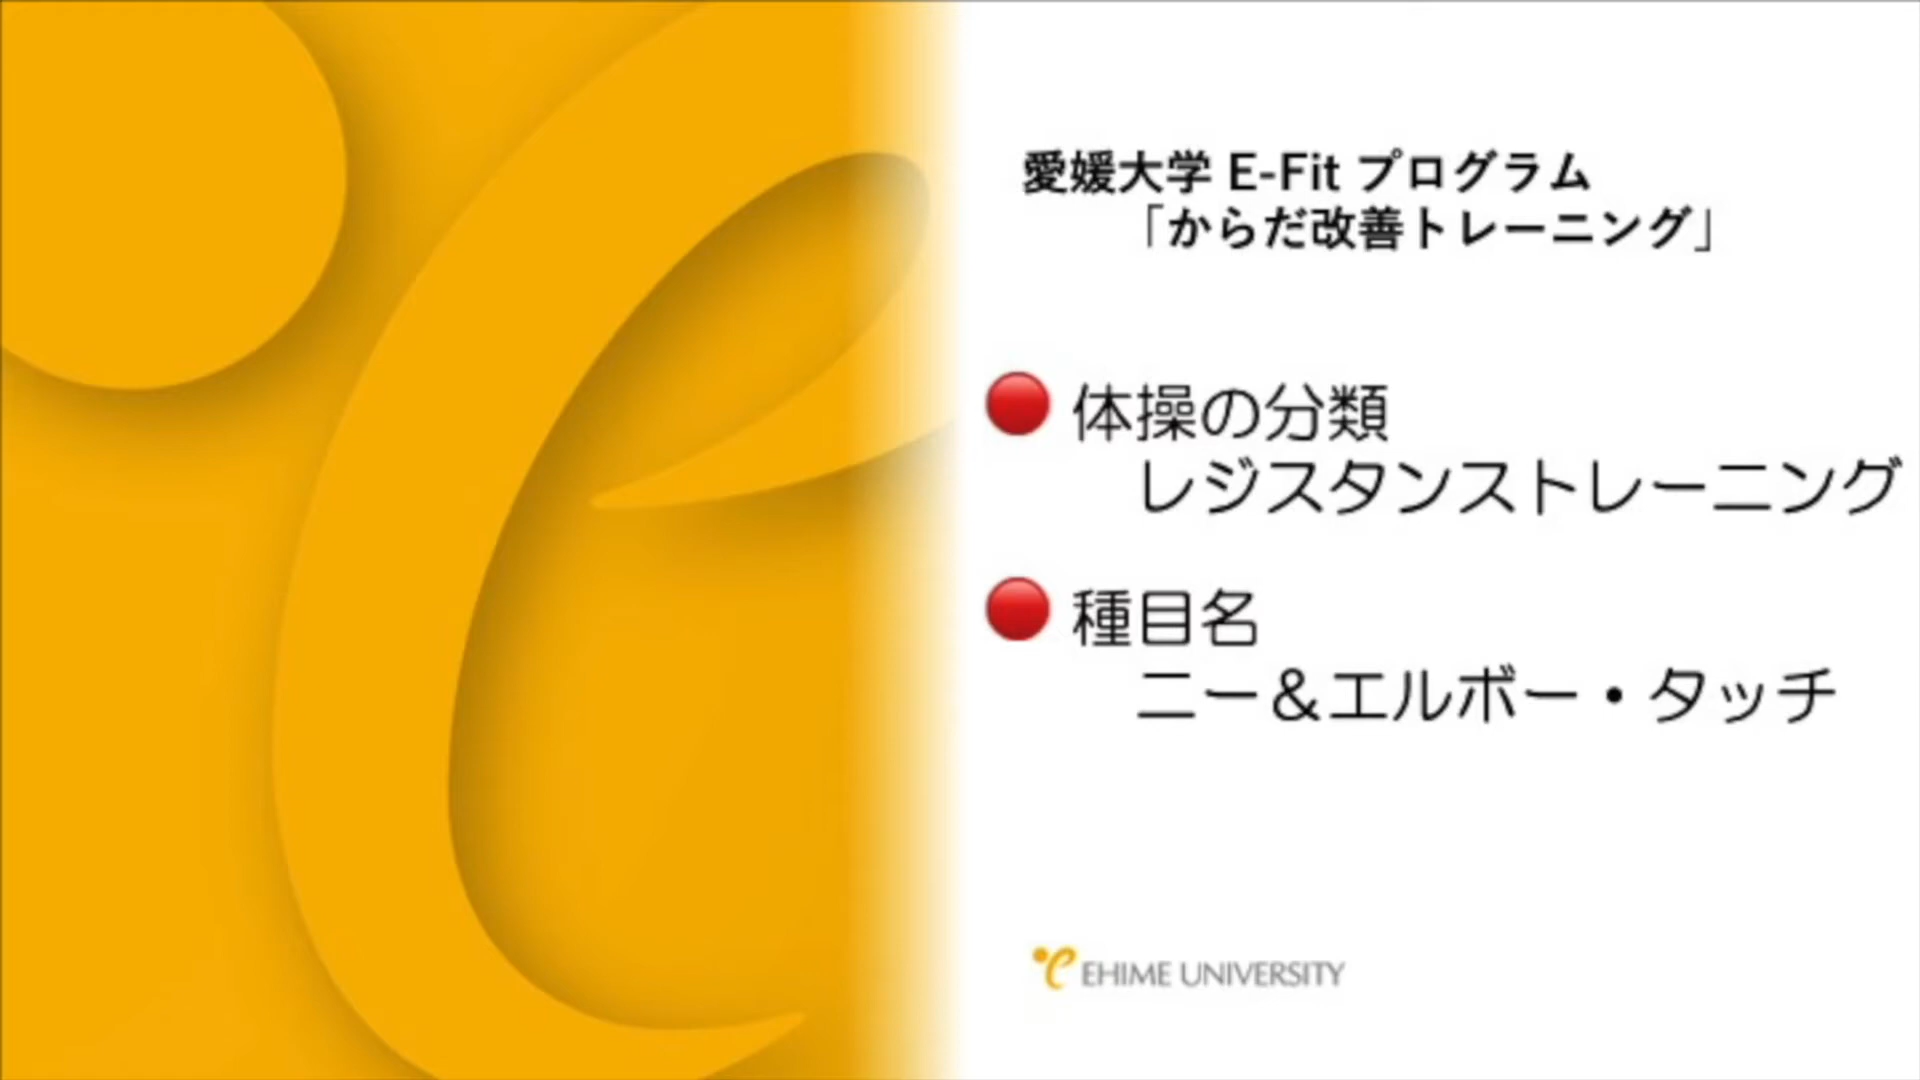 愛媛大学 E-Fit プログラム
「からだ改善トレーニング」
体操の分類
レジスタンストレーニング
種目名
ニー＆エルボー・タッチ
EHIME UNIVERSITY